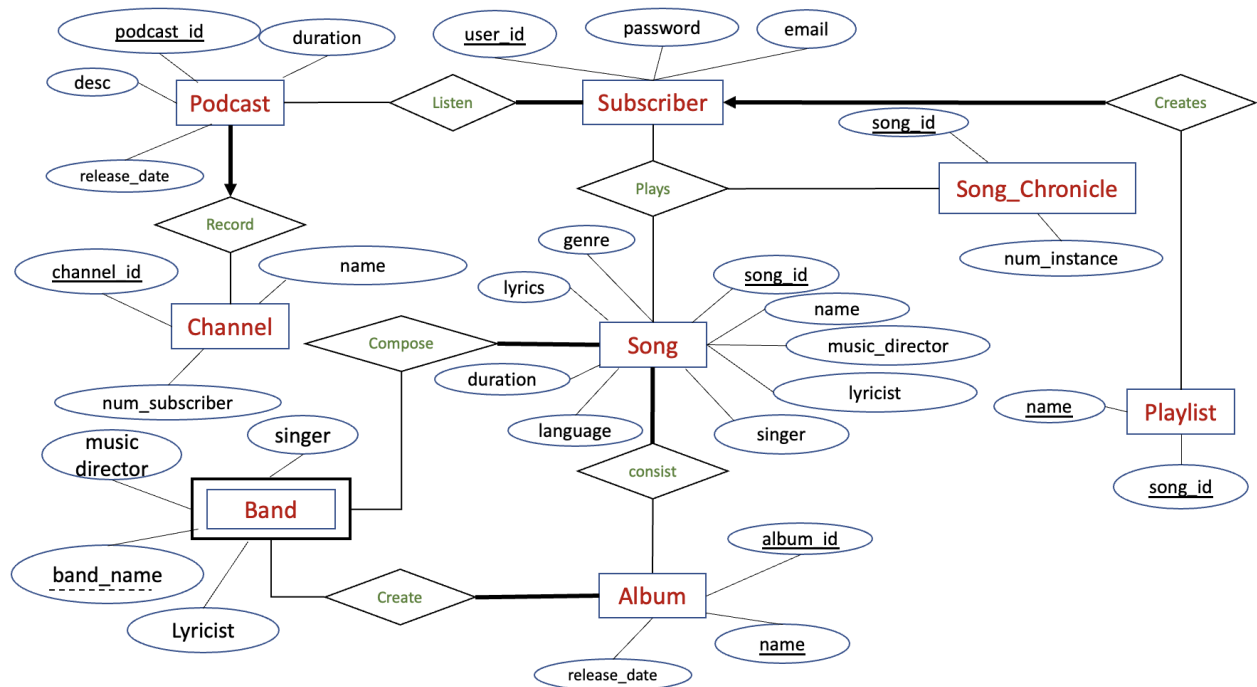 podcast_id
duration
user_id
password
email
desc
Podcast
Listen
Subscriber
Creates
song_id
release_date
Plays
Song_Chronicle
Record
genre
num_instance
channel_id
name
lyrics
song_id
name
Channel
Compose
Song
music_director
duration
lyricist
num_subscriber
name
Playlist
music
director
singer
language
singer
consist
song_id
Band
album_id
band_name
Create
Album
Lyricist
name
release_date